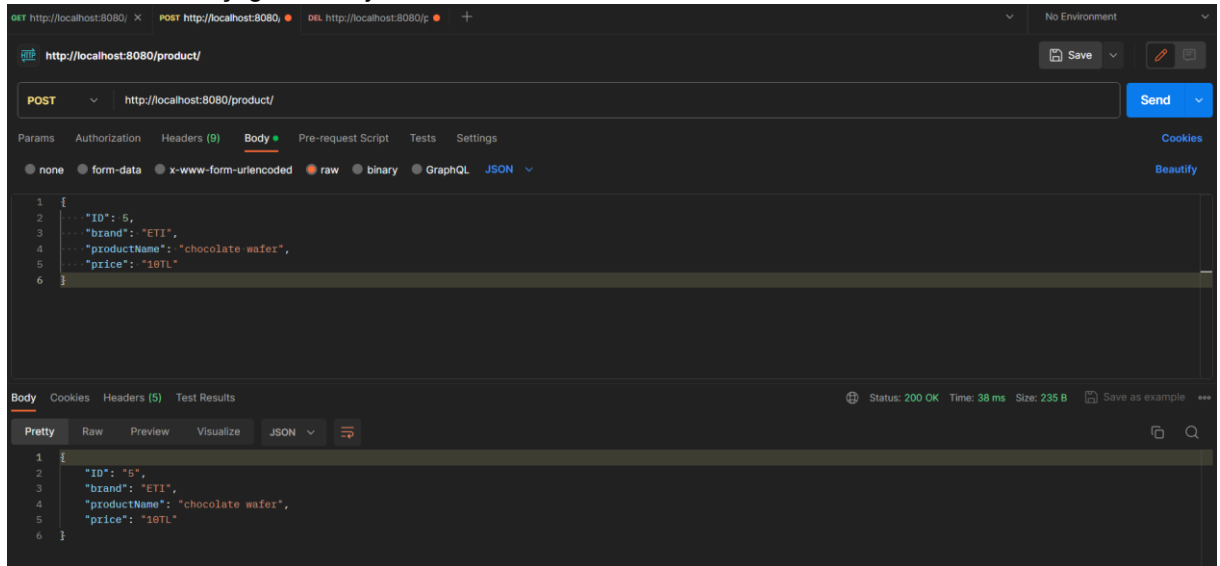 GET http://localhost:8080/ POST http://localhost:8080, DEL http://localhost:8080/p No Environment
HTTP http://localhost:8080/product/ Save
POST http://localhost:8080/product/ Send
Params Authorization Headers (9) Body Pre-request Script Tests Settings Cookies
none form-data x-www-form-urlencoded raw binary GraphQL JSON Beautify
1 {
2 "ID": 5,
3 "brand": "ETI",
4 "productName": "chocolate wafer",
5 "price": "10TL"
6 }
Body Cookies Headers (5) Test Results Status: 200 OK Time: 38 ms Size: 235 B Save as example
Pretty Raw Preview Visualize JSON
1 {
2 "ID": "5",
3 "brand": "ETI",
4 "productName": "chocolate wafer",
5 "price": "10TL"
6 }